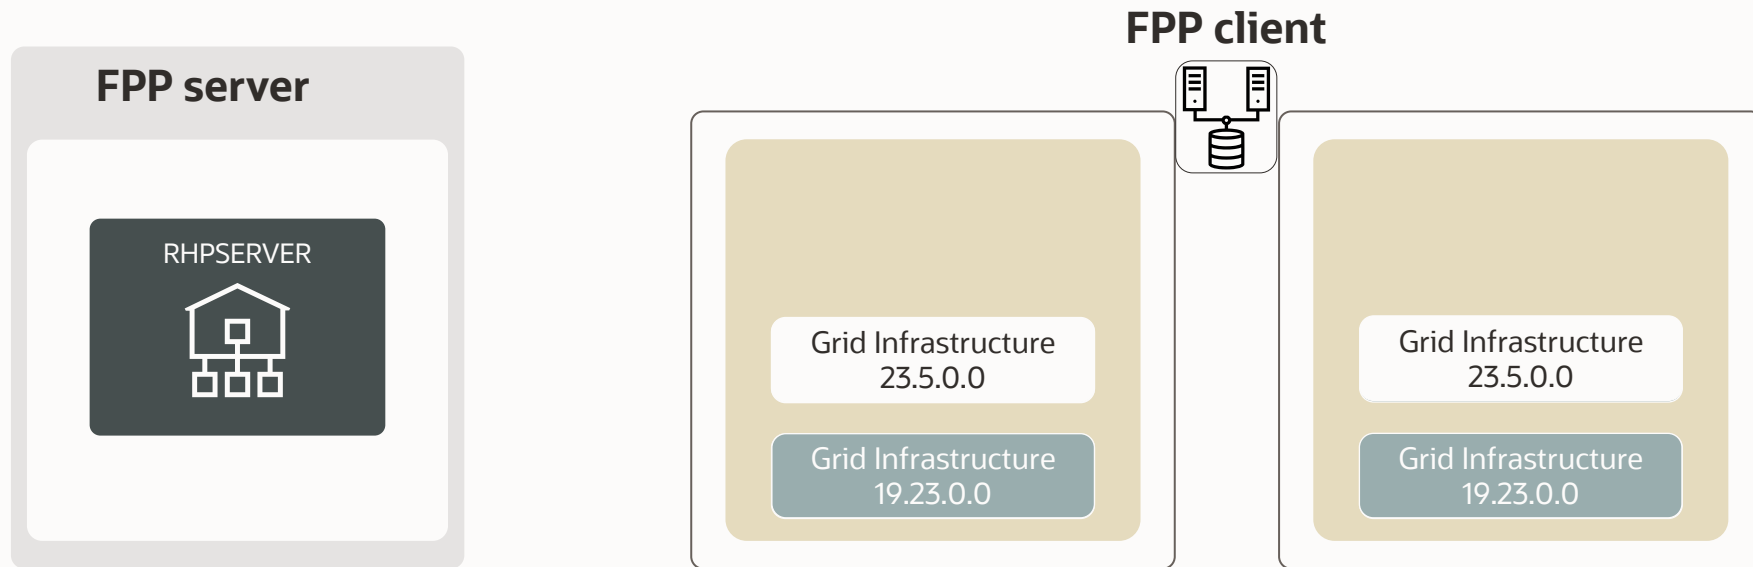 FPP server
RHPSERVER
FPP client
Grid Infrastructure
23.5.0.0
Grid Infrastructure
19.23.0.0
Grid Infrastructure
23.5.0.0
Grid Infrastructure
19.23.0.0